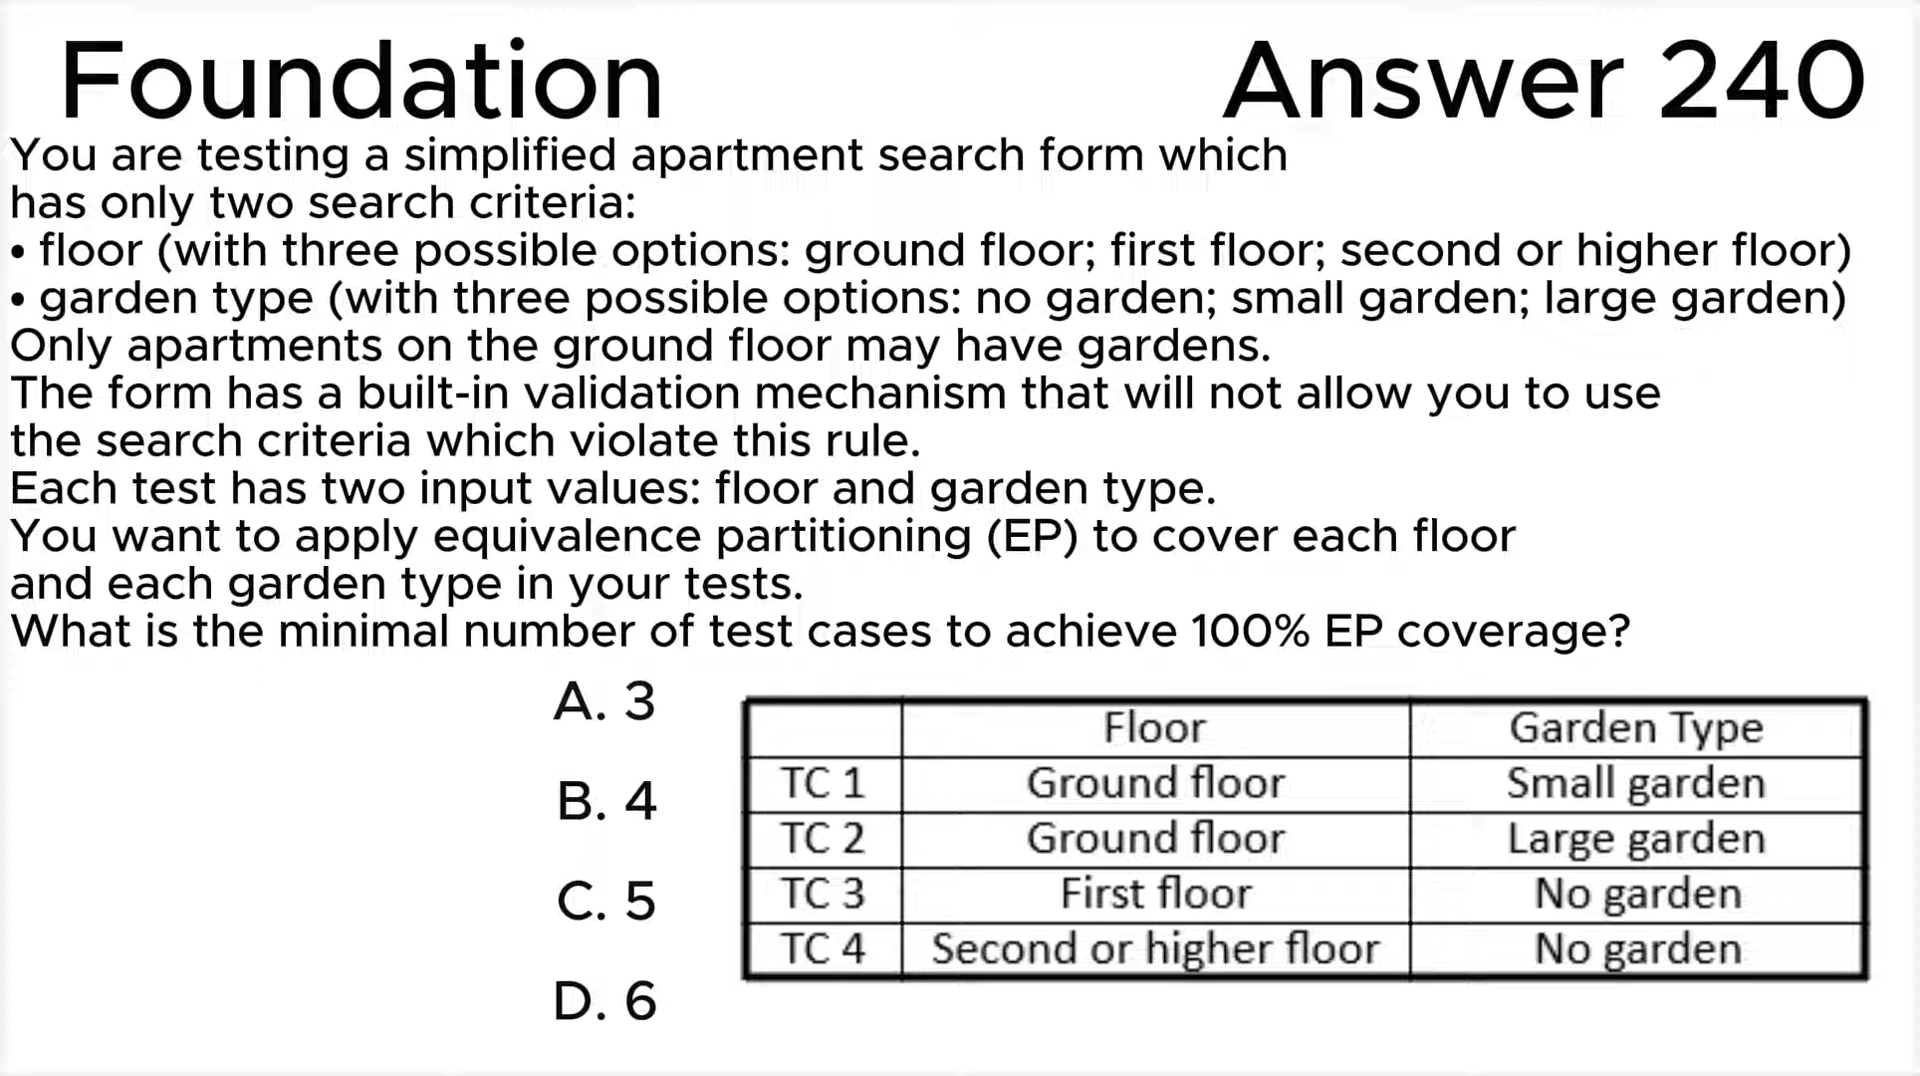 Foundation
Answer 240
You are testing a simplified apartment search form which
has only two search criteria:
• floor (with three possible options: ground floor; first floor; second or higher floor)
• garden type (with three possible options: no garden; small garden; large garden)
Only apartments on the ground floor may have gardens.
The form has a built-in validation mechanism that will not allow you to use
the search criteria which violate this rule.
Each test has two input values: floor and garden type.
You want to apply equivalence partitioning (EP) to cover each floor
and each garden type in your tests.
What is the minimal number of test cases to achieve 100% EP coverage?
A. 3
B. 4
C. 5
D. 6
Floor Garden Type
TC 1 Ground floor Small garden
TC 2 Ground floor Large garden
TC 3 First floor No garden
TC 4 Second or higher floor No garden